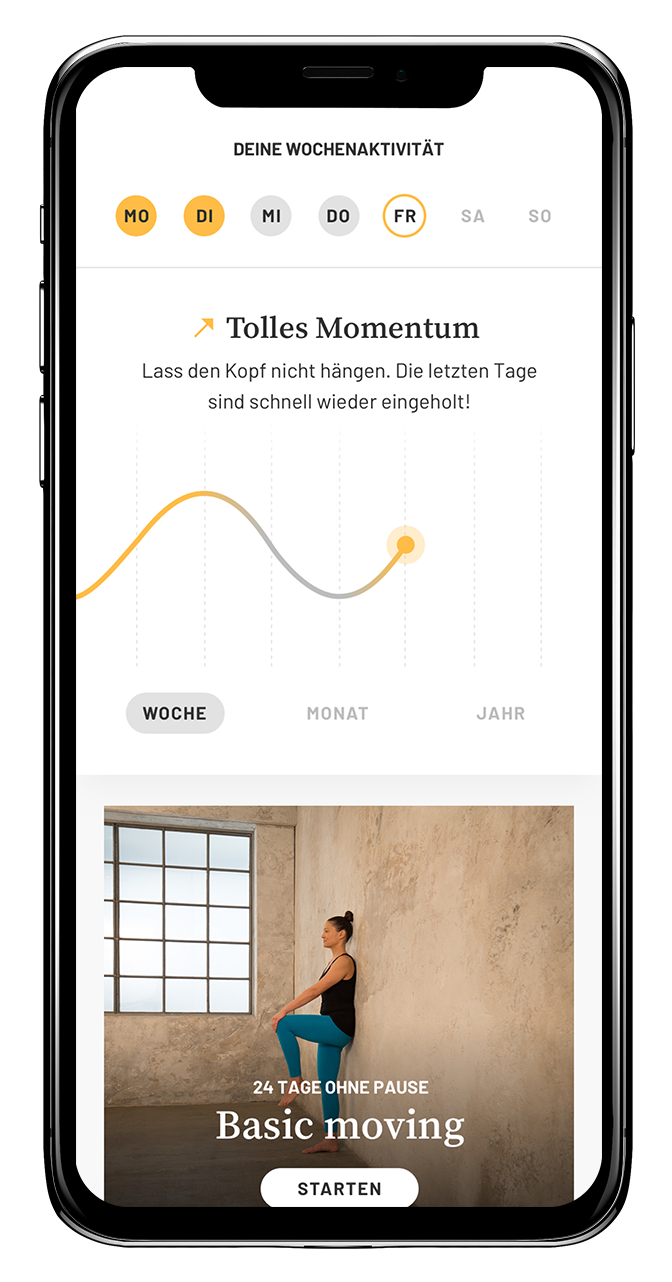 DEINE WOCHENAKTIVITÄT
MO DI MI DO FR SA SO
Tolles Momentum
Lass den Kopf nicht hängen. Die letzten Tage
sind schnell wieder eingeholt!
WOCHE MONAT JAHR
24 TAGE OHNE PAUSE
Basic moving
STARTEN